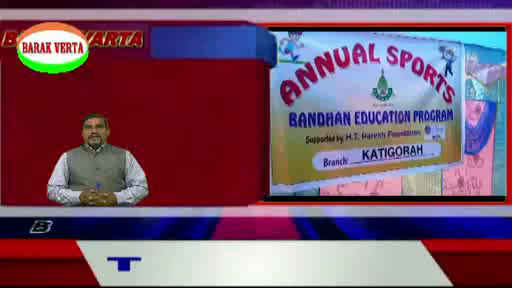 BARAK VERTA
ANNUAL SPORTS
BANDHAN EDUCATION PROGRAM
Supported by H.T. Parekh Foundation
Branch: KATIGORAH
B
T